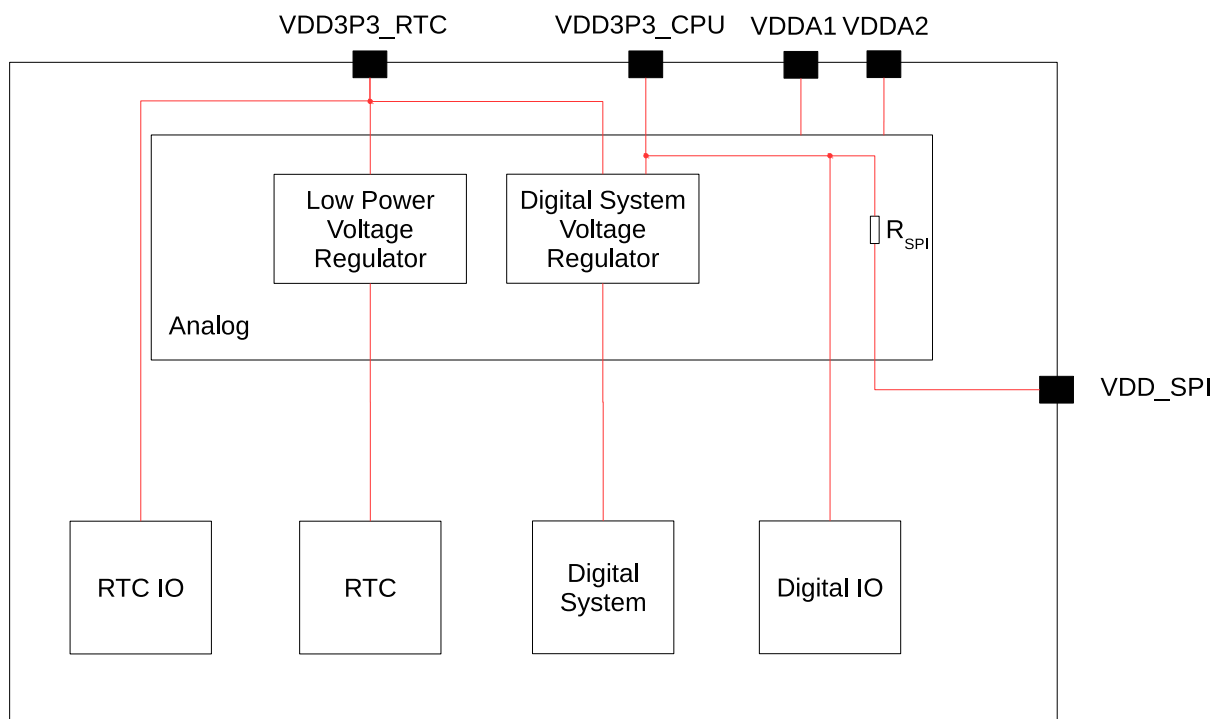 VDD3P3_RTC
VDD3P3_CPU
VDDA1
VDDA2
Low Power
Voltage
Regulator
Digital System
Voltage
Regulator
RSPI
Analog
VDD_SPI
RTC IO
RTC
Digital
System
Digital IO